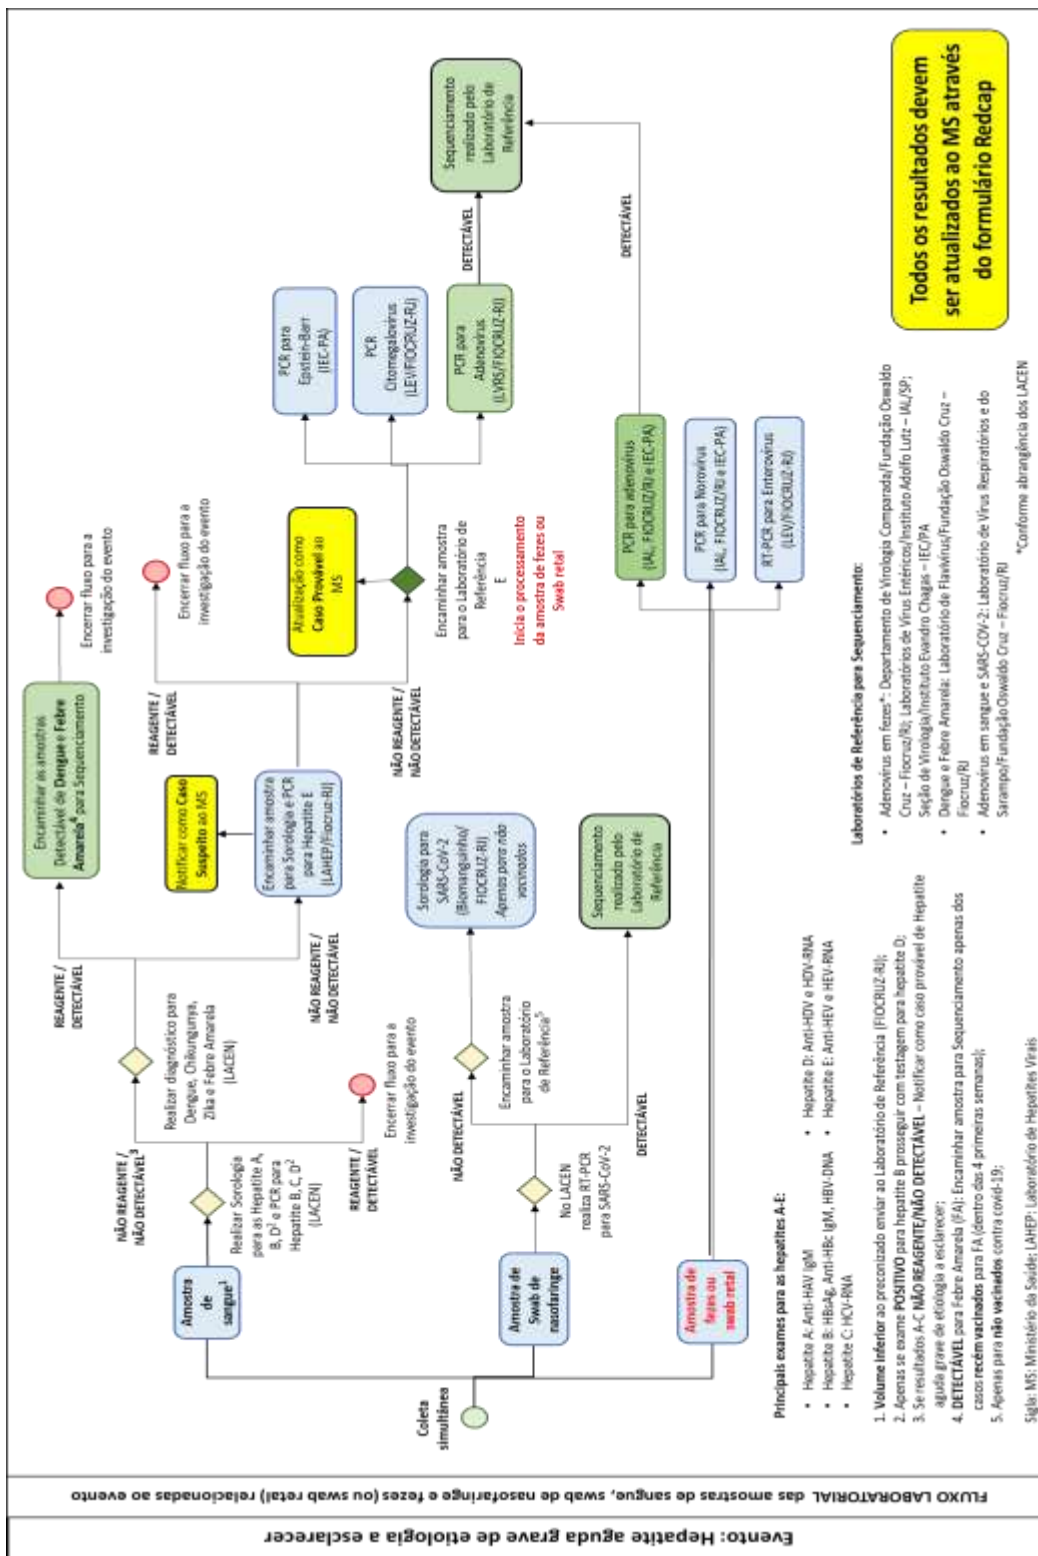 Evento: Hepatite aguda grave de etiologia a esclarecer
FLUXO LABORATORIAL das amostras de sangue, swab de nasofaringe e fezes (ou swab retal) relacionadas ao evento
Coleta
simultânea
Amostra
de
sangue¹
Realizar Sorologia
para as Hepatite A,
B, D² e PCR para
Hepatite B, C, D²
(LACEN)
NÃO REAGENTE /
NÃO DETECTÁVEL³
REAGENTE /
DETECTÁVEL
Encerrar fluxo para a
investigação do evento
Realizar diagnóstico para
Dengue, Chikungunya,
Zika e Febre Amarela
(LACEN)
REAGENTE /
DETECTÁVEL
NÃO REAGENTE /
NÃO DETECTÁVEL
Encaminhar as amostras
Detectável de Dengue e Febre
Amarela⁴ para Sequenciamento
Encerrar fluxo para a
investigação do evento
Notificar como Caso
Suspeito ao MS
Encaminhar amostra
para Sorologia e PCR
para Hepatite E
(LAHEP/Fiocruz-RJ)
REAGENTE /
DETECTÁVEL
Encerrar fluxo para a
investigação do evento
NÃO REAGENTE /
NÃO DETECTÁVEL
Atualização como
Caso Provável ao
MS
Encaminhar amostra
para o Laboratório de
Referência
E
Inicia o processamento
da amostra de fezes ou
Swab retal
PCR para
Epstein-Barr
(IEC-PA)
PCR
Citomegalovírus
(LEV/FIOCRUZ-RJ)
PCR para
Adenovírus
(LVRS/FIOCRUZ-RJ)
DETECTÁVEL
Sequenciamento
realizado pelo
Laboratório de
Referência
Amostra de
Swab de
nasofaringe
No LACEN
realiza RT-PCR
para SARS-CoV-2
NÃO DETECTÁVEL
DETECTÁVEL
Encaminhar amostra
para o Laboratório
de Referência⁵
Sorologia para
SARS-CoV-2
(Biomanguinho/
FIOCRUZ-RJ)
Apenas para não
vacinados
Sequenciamento
realizado pelo
Laboratório de
Referência
Amostra de
fezes ou
swab retal
PCR para adenovírus
(IAL, FIOCRUZ/RJ e IEC-PA)
PCR para Norovírus
(IAL, FIOCRUZ/RJ e IEC-PA)
RT-PCR para Enterovírus
(LEV/FIOCRUZ-RJ)
DETECTÁVEL
Principais exames para as hepatites A-E:
• Hepatite A: Anti-HAV IgM
• Hepatite B: HBsAg, Anti-HBc IgM, HBV-DNA
• Hepatite C: HCV-RNA
• Hepatite D: Anti-HDV e HDV-RNA
• Hepatite E: Anti-HEV e HEV-RNA
1. Volume inferior ao preconizado enviar ao Laboratório de Referência (FIOCRUZ-RJ);
2. Apenas se exame POSITIVO para hepatite B prosseguir com testagem para hepatite D;
3. Se resultados A-C NÃO REAGENTE/NÃO DETECTÁVEL – Notificar como caso provável de Hepatite
aguda grave de etiologia a esclarecer;
4. DETECTÁVEL para Febre Amarela (FA): Encaminhar amostra para Sequenciamento apenas dos
casos recém vacinados para FA (dentro das 4 primeiras semanas);
5. Apenas para não vacinados contra covid-19;
Sigla: MS: Ministério da Saúde; LAHEP: Laboratório de Hepatites Virais
Laboratórios de Referência para Sequenciamento:
• Adenovírus em fezes*: Departamento de Virologia Comparada/Fundação Oswaldo
Cruz – Fiocruz/RJ; Laboratórios de Vírus Entéricos/Instituto Adolfo Lutz – IAL/SP;
Seção de Virologia/Instituto Evandro Chagas – IEC/PA
• Dengue e Febre Amarela: Laboratório de Flavivírus/Fundação Oswaldo Cruz –
Fiocruz/RJ
• Adenovírus em sangue e SARS-COV-2: Laboratório de Vírus Respiratórios e do
Sarampo/Fundação Oswaldo Cruz – Fiocruz/RJ
*Conforme abrangência dos LACEN
Todos os resultados devem
ser atualizados ao MS através
do formulário Redcap